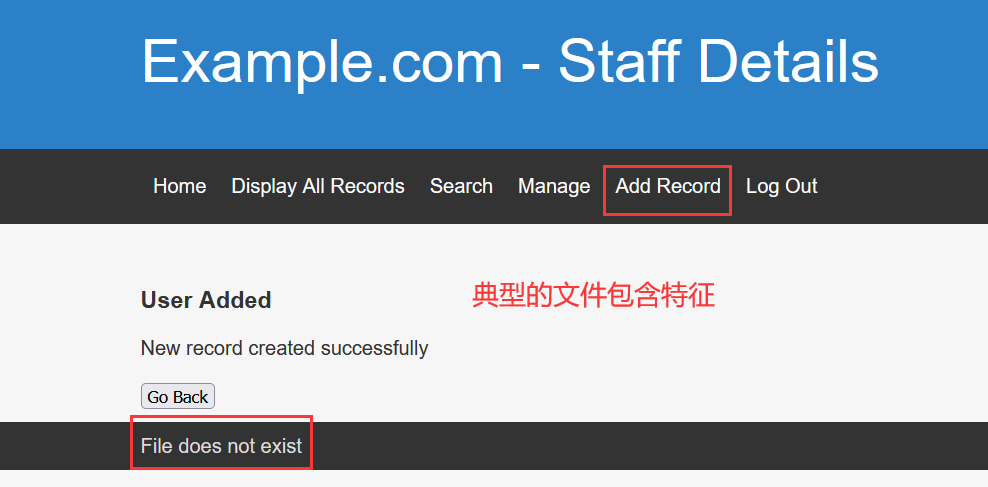 Example.com - Staff Details
Home Display All Records Search Manage Add Record Log Out
User Added
典型的文件包含特征
New record created successfully
Go Back
File does not exist